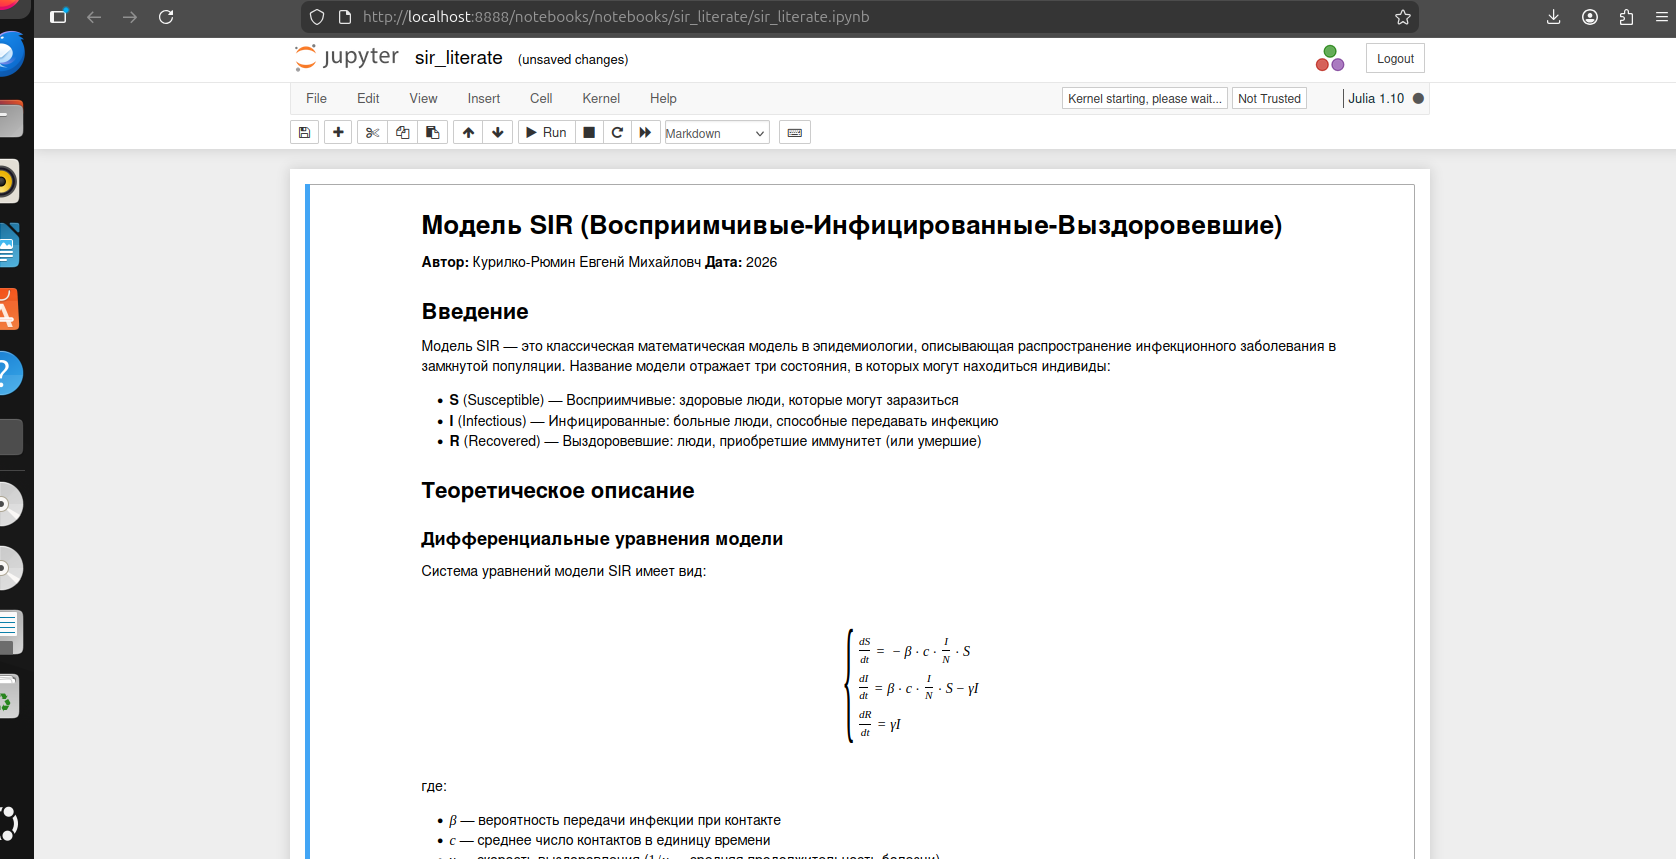 http://localhost:8888/notebooks/notebooks/sir_literate/sir_literate.ipynb
jupyter sir_literate (unsaved changes)
Logout
File Edit View Insert Cell Kernel Help
Kernel starting, please wait... Not Trusted Julia 1.10
Run Markdown
Модель SIR (Восприимчивые-Инфицированные-Выздоровевшие)
Автор: Курилко-Рюмин Евгенй Михайловч Дата: 2026
Введение
Модель SIR — это классическая математическая модель в эпидемиологии, описывающая распространение инфекционного заболевания в
замкнутой популяции. Название модели отражает три состояния, в которых могут находиться индивиды:
• S (Susceptible) — Восприимчивые: здоровые люди, которые могут заразиться
• I (Infectious) — Инфицированные: больные люди, способные передавать инфекцию
• R (Recovered) — Выздоровевшие: люди, приобретшие иммунитет (или умершие)
Теоретическое описание
Дифференциальные уравнения модели
Система уравнений модели SIR имеет вид:
dS/dt = − β · c · I/N · S
dI/dt = β · c · I/N · S − γI
dR/dt = γI
где:
• β — вероятность передачи инфекции при контакте
• c — среднее число контактов в единицу времени